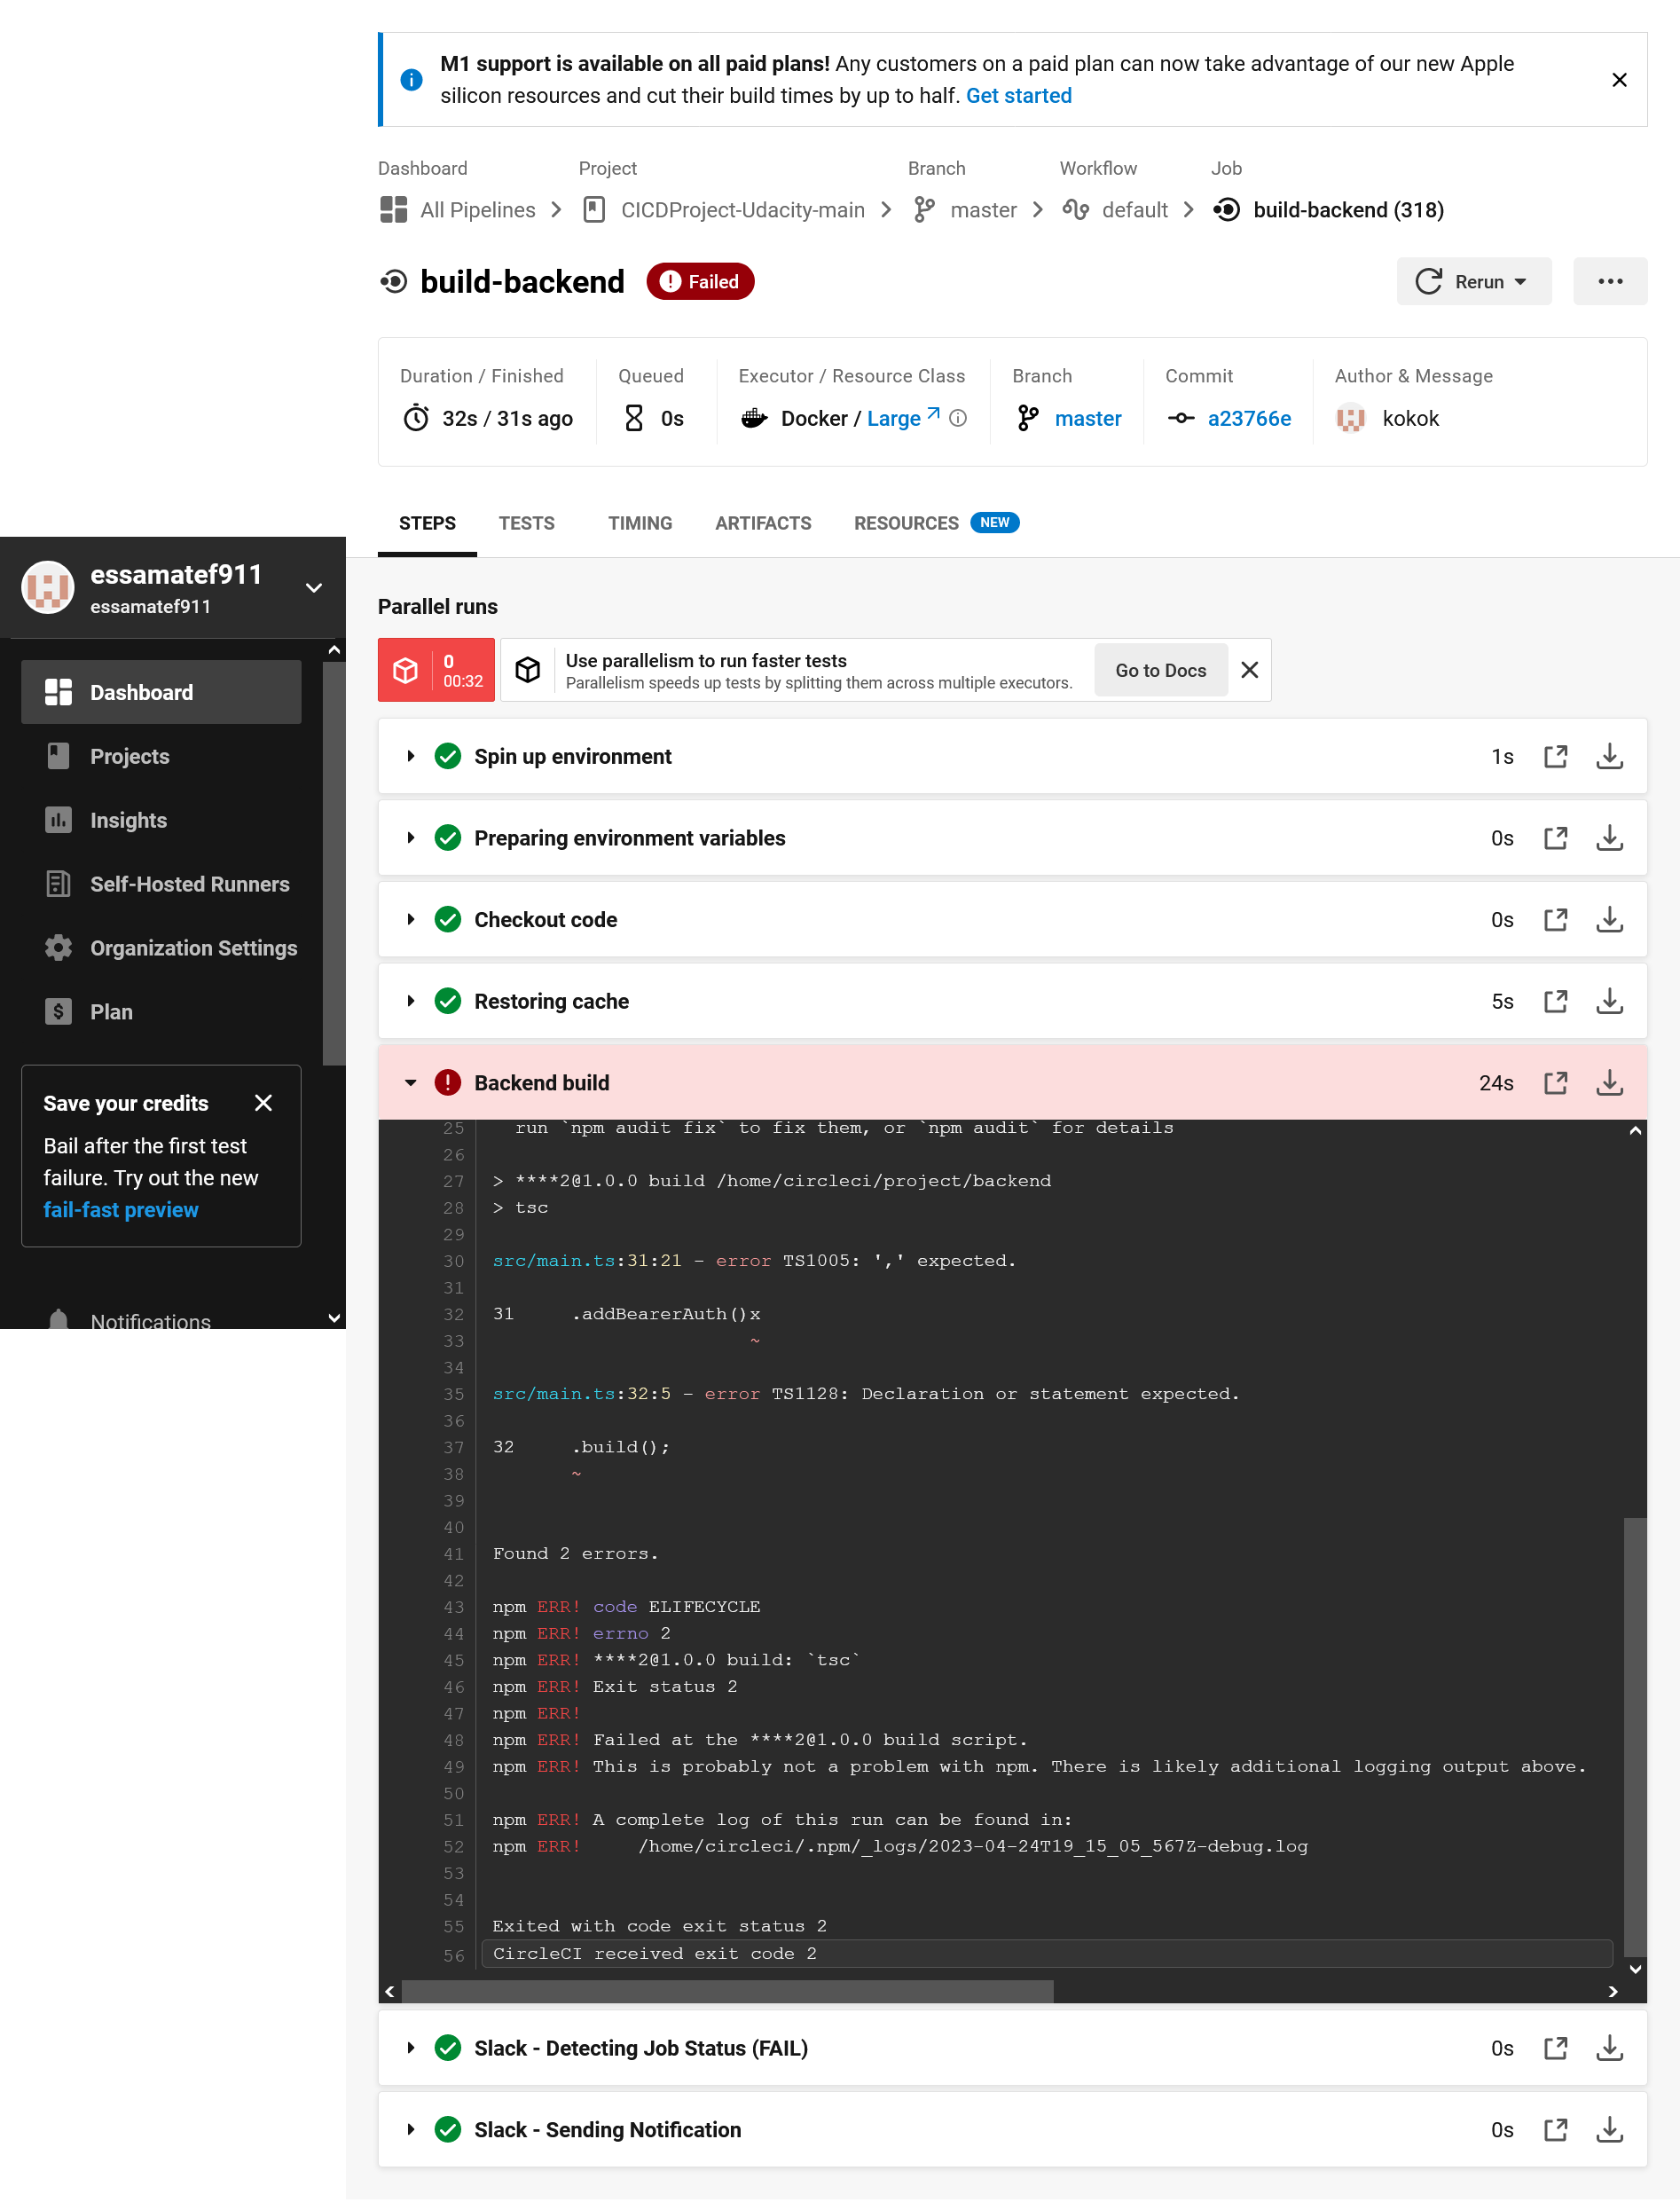 M1 support is available on all paid plans! Any customers on a paid plan can now take advantage of our new Apple
silicon resources and cut their build times by up to half. Get started
Dashboard
All Pipelines
Project
CICDProject-Udacity-main
Branch
master
Workflow
default
Job
build-backend (318)
build-backend
Failed
Rerun
Duration / Finished
32s / 31s ago
Queued
0s
Executor / Resource Class
Docker / Large
Branch
master
Commit
a23766e
Author & Message
kokok
STEPS
TESTS
TIMING
ARTIFACTS
RESOURCES NEW
essamatef911
essamatef911
Dashboard
Projects
Insights
Self-Hosted Runners
Organization Settings
Plan
Save your credits
Bail after the first test
failure. Try out the new
fail-fast preview
Notifications
Parallel runs
0
00:32
Use parallelism to run faster tests
Parallelism speeds up tests by splitting them across multiple executors.
Go to Docs
Spin up environment 1s
Preparing environment variables 0s
Checkout code 0s
Restoring cache 5s
Backend build 24s
25 run `npm audit fix` to fix them, or `npm audit` for details
26
27 > ****2@1.0.0 build /home/circleci/project/backend
28 > tsc
29
30 src/main.ts:31:21 - error TS1005: ',' expected.
31
32 31     .addBearerAuth()x
33 ~
34
35 src/main.ts:32:5 - error TS1128: Declaration or statement expected.
36
37 32     .build();
38 ~
39
40
41 Found 2 errors.
42
43 npm ERR! code ELIFECYCLE
44 npm ERR! errno 2
45 npm ERR! ****2@1.0.0 build: `tsc`
46 npm ERR! Exit status 2
47 npm ERR!
48 npm ERR! Failed at the ****2@1.0.0 build script.
49 npm ERR! This is probably not a problem with npm. There is likely additional logging output above.
50
51 npm ERR! A complete log of this run can be found in:
52 npm ERR!     /home/circleci/.npm/_logs/2023-04-24T19_15_05_567Z-debug.log
53
54
55 Exited with code exit status 2
56 CircleCI received exit code 2
Slack - Detecting Job Status (FAIL) 0s
Slack - Sending Notification 0s